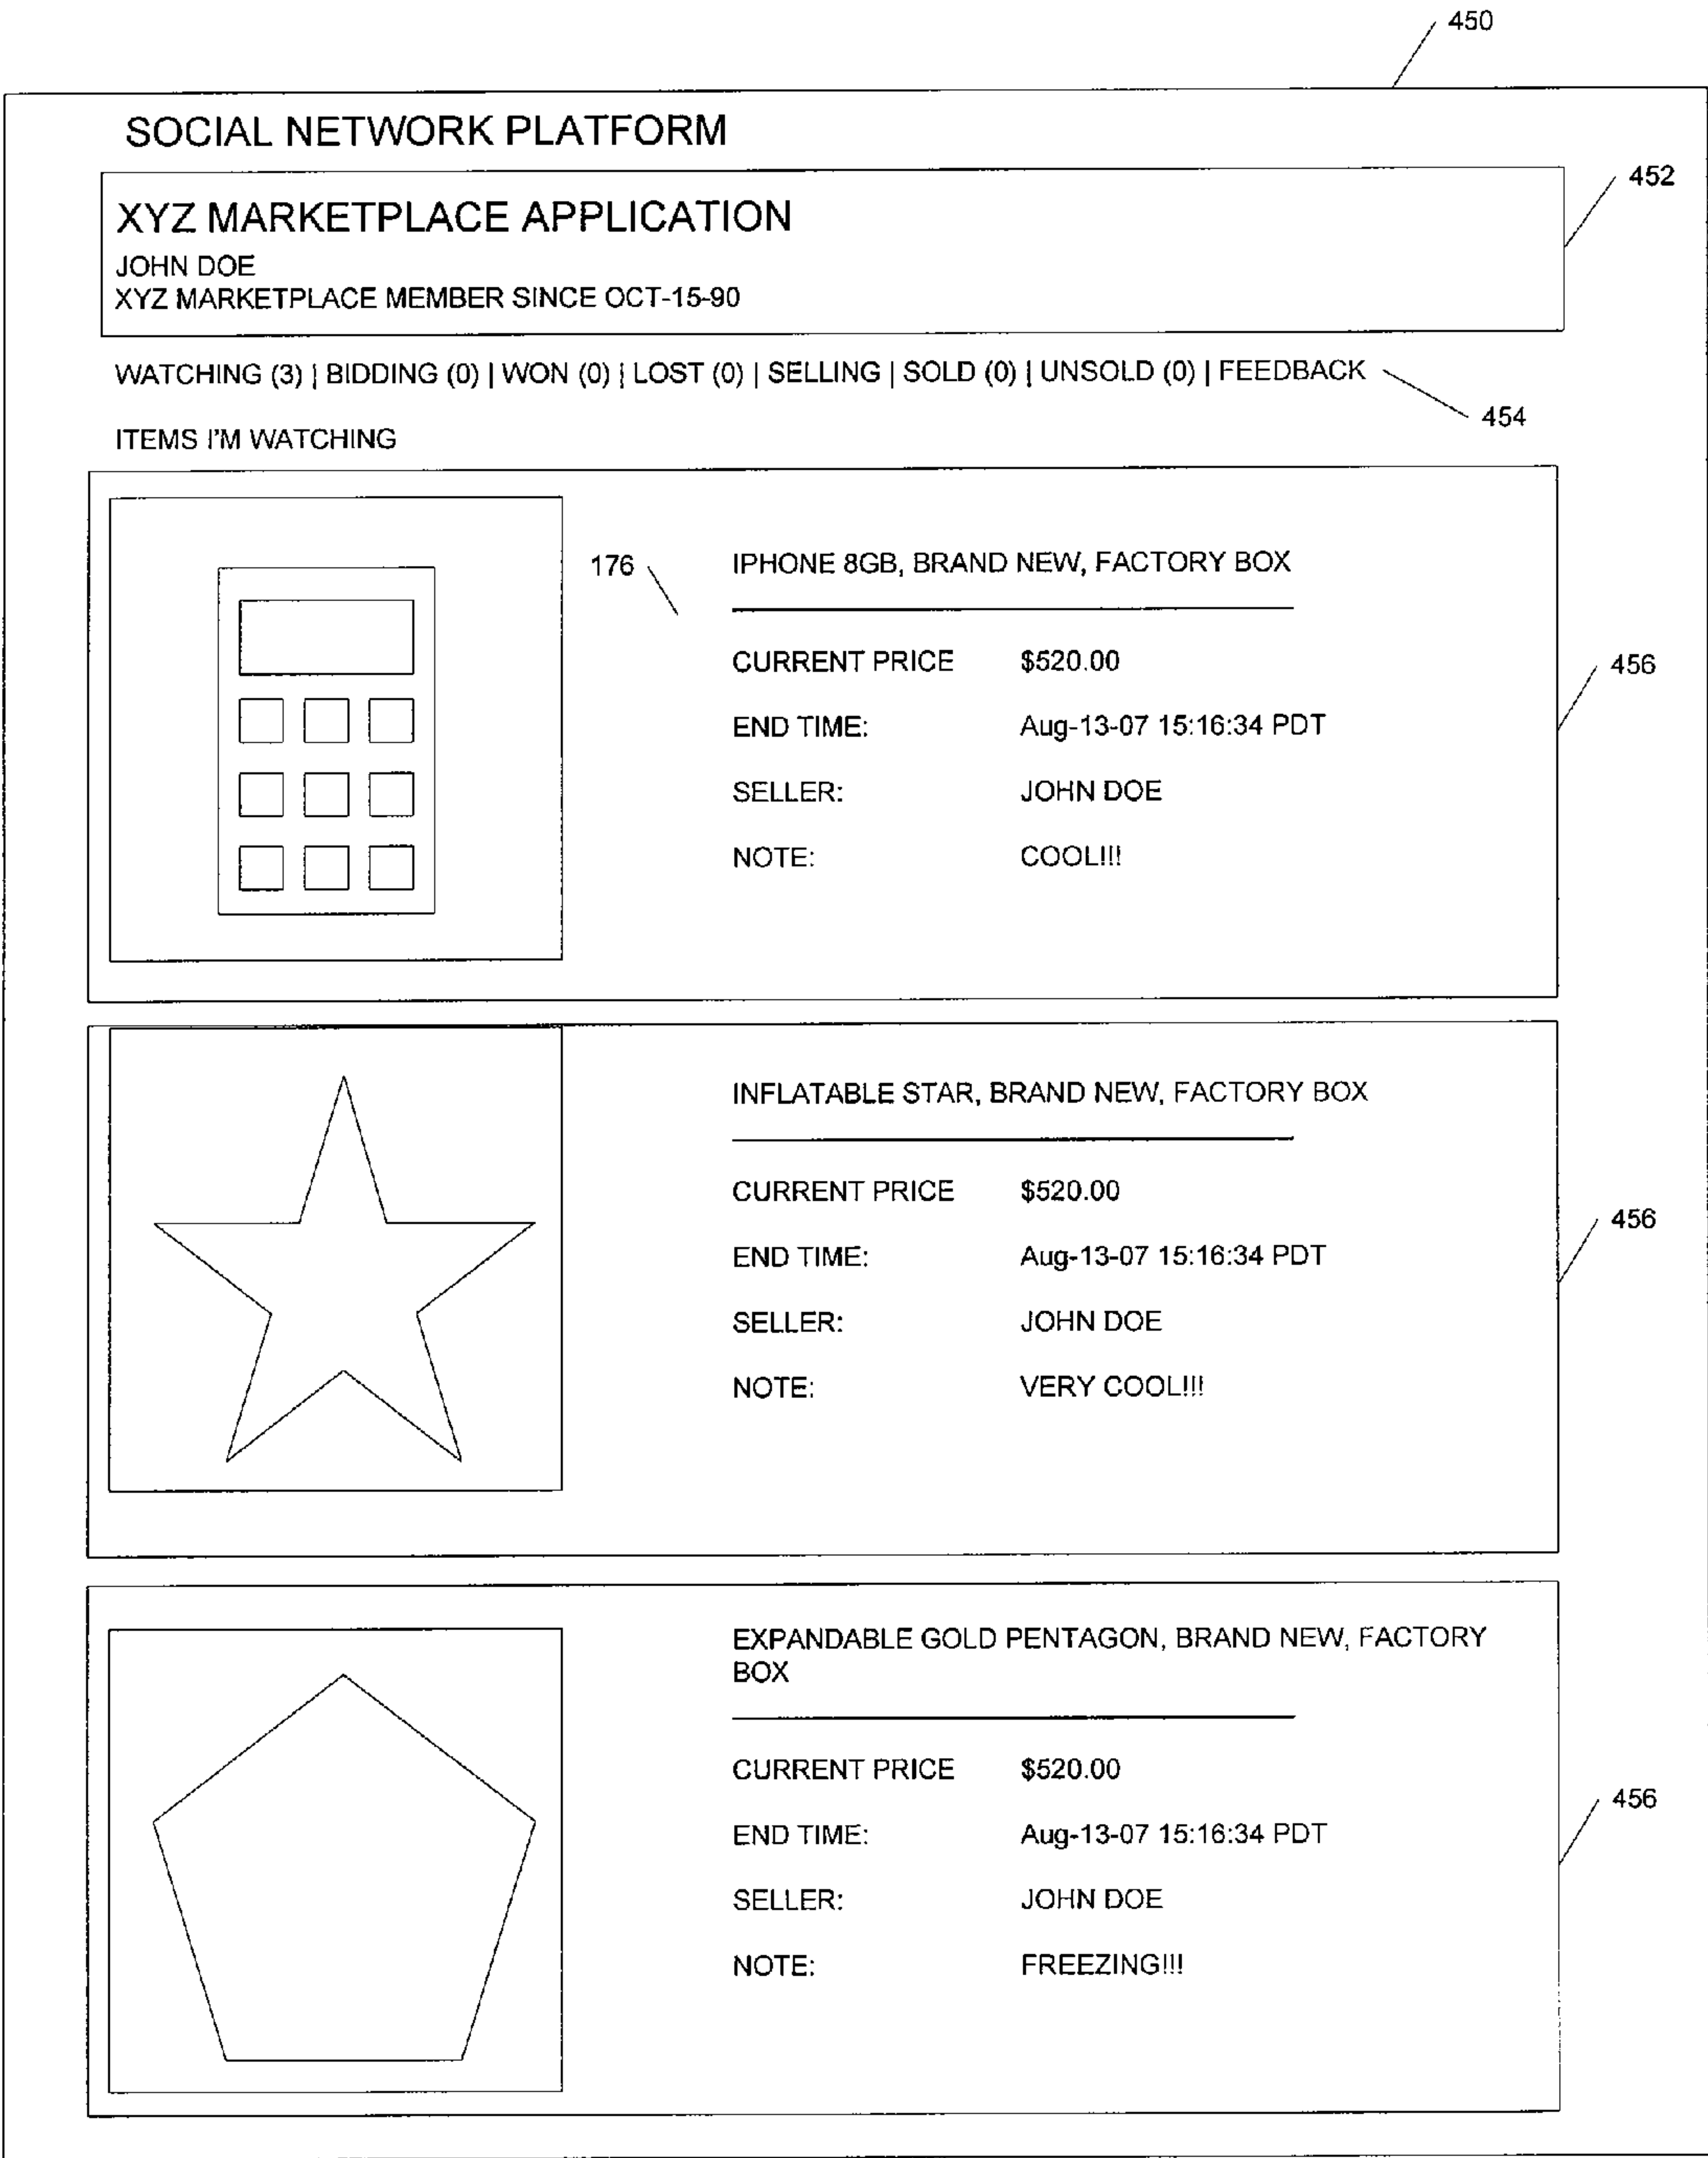 450
SOCIAL NETWORK PLATFORM
452
XYZ MARKETPLACE APPLICATION
JOHN DOE
XYZ MARKETPLACE MEMBER SINCE OCT-15-90
WATCHING (3) | BIDDING (0) | WON (0) | LOST (0) | SELLING | SOLD (0) | UNSOLD (0) | FEEDBACK
454
ITEMS I'M WATCHING
176 IPHONE 8GB, BRAND NEW, FACTORY BOX
CURRENT PRICE $520.00
456
END TIME: Aug-13-07 15:16:34 PDT
SELLER: JOHN DOE
NOTE: COOL!!!
INFLATABLE STAR, BRAND NEW, FACTORY BOX
CURRENT PRICE $520.00
456
END TIME: Aug-13-07 15:16:34 PDT
SELLER: JOHN DOE
NOTE: VERY COOL!!!
EXPANDABLE GOLD PENTAGON, BRAND NEW, FACTORY
BOX
CURRENT PRICE $520.00
456
END TIME: Aug-13-07 15:16:34 PDT
SELLER: JOHN DOE
NOTE: FREEZING!!!